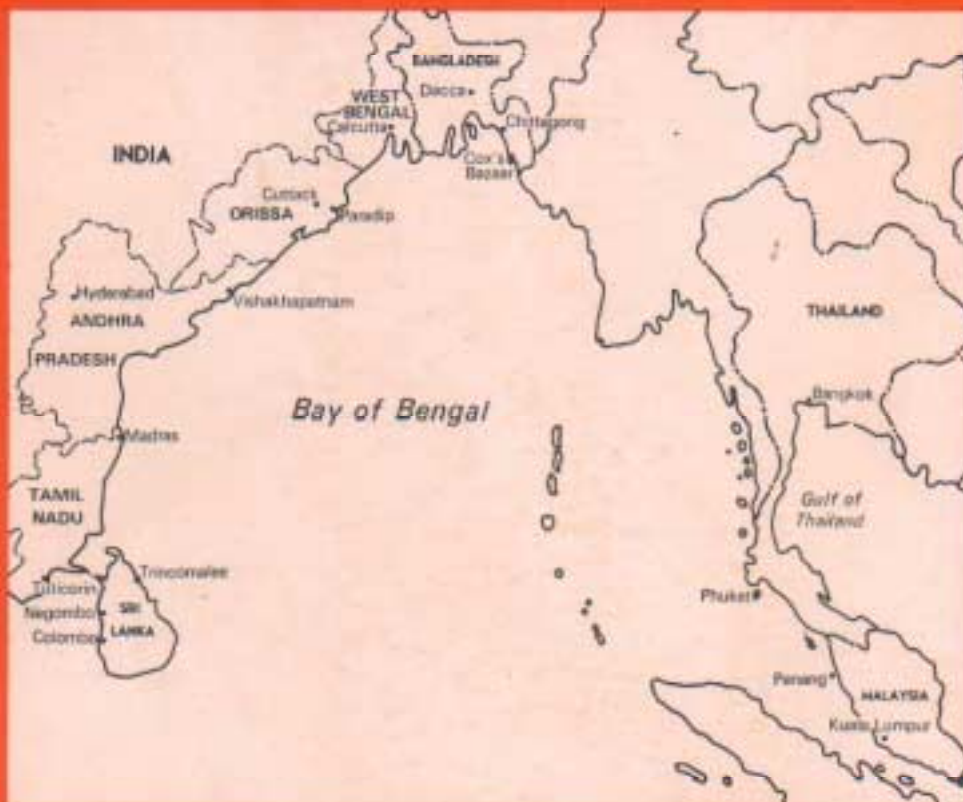 BANGLADESH
Dacca
WEST
BENGAL
Calcutta
Chittagong
INDIA
Cox's
Bazaar
Cuttack
ORISSA
Paradip
Hyderabad
Vishakhapatnam
ANDHRA
THAILAND
PRADESH
Bay of Bengal
Bangkok
Madras
TAMIL
NADU
Gulf of
Thailand
Trincomalee
Tuticorin
Phuket
Negombo
SRI
LANKA
Colombo
Penang
MALAYSIA
Kuala Lumpur